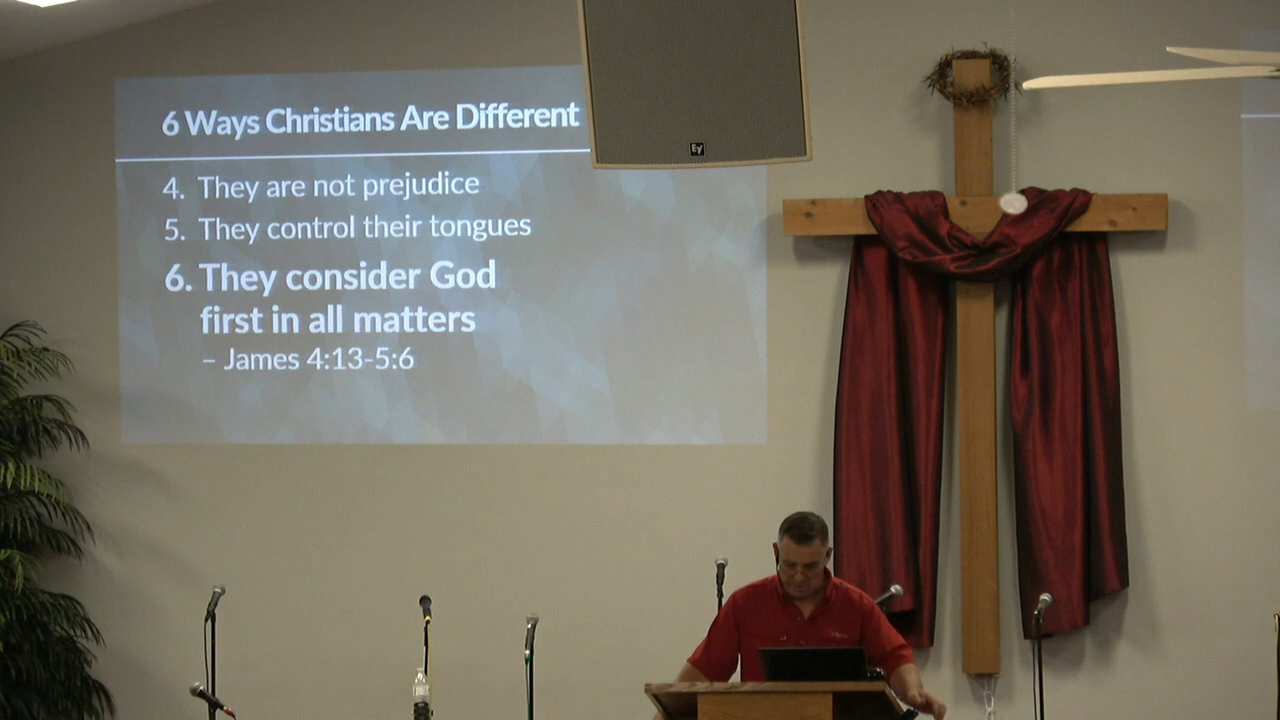 6 Ways Christians Are Different
4. They are not prejudice
5. They control their tongues
6. They consider God
first in all matters
– James 4:13-5:6
EV